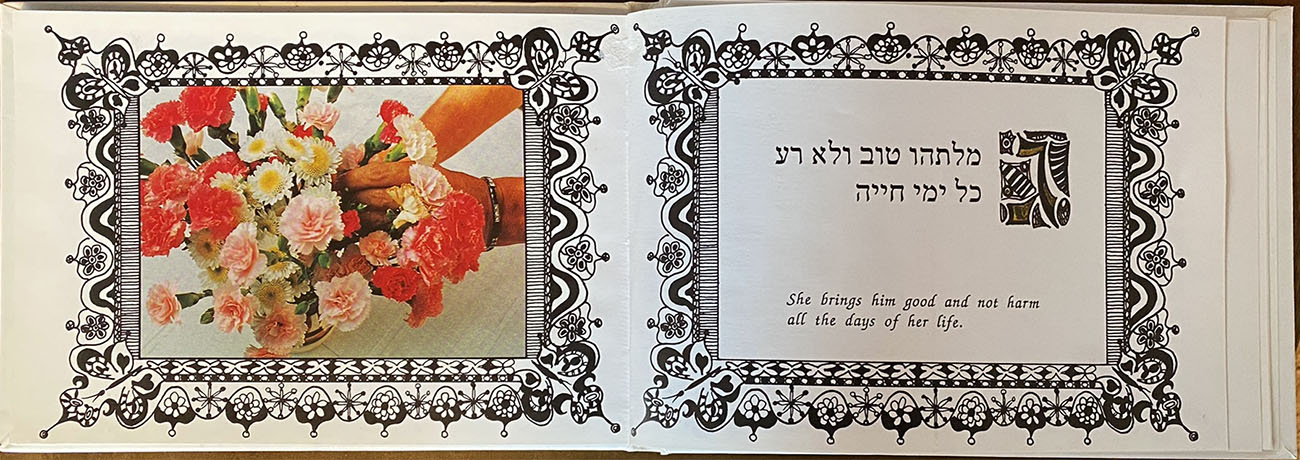 גמלתהו טוב ולא רע
כל ימי חייה
She brings him good and not harm
all the days of her life.